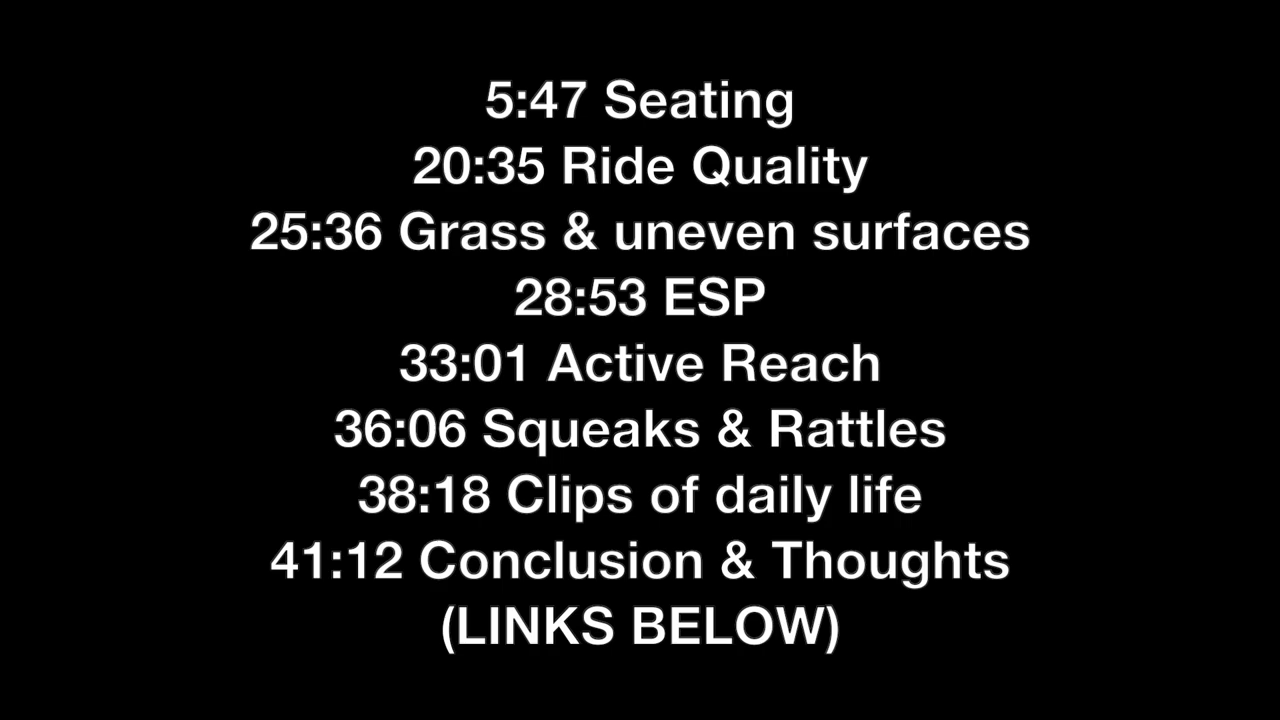 5:47 Seating
20:35 Ride Quality
25:36 Grass & uneven surfaces
28:53 ESP
33:01 Active Reach
36:06 Squeaks & Rattles
38:18 Clips of daily life
41:12 Conclusion & Thoughts
(LINKS BELOW)